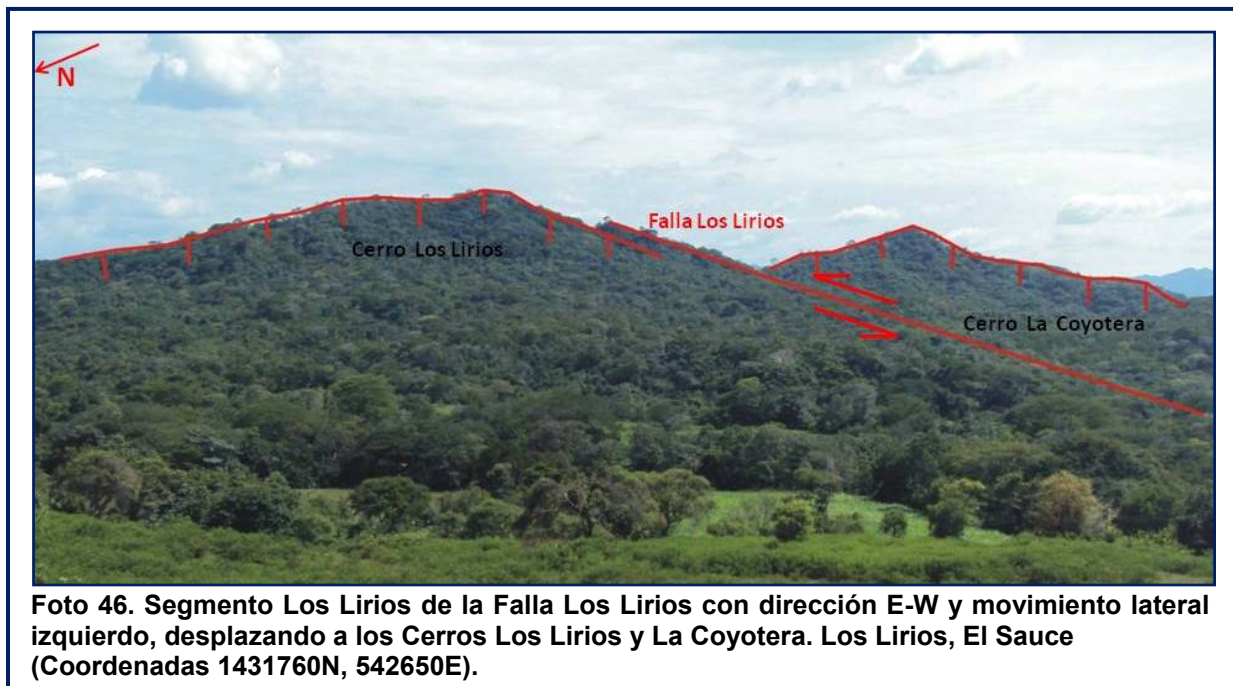 N
Falla Los Lirios
Cerro Los Lirios
Cerro La Coyotera
Foto 46. Segmento Los Lirios de la Falla Los Lirios con dirección E-W y movimiento lateral
izquierdo, desplazando a los Cerros Los Lirios y La Coyotera. Los Lirios, El Sauce
(Coordenadas 1431760N, 542650E).